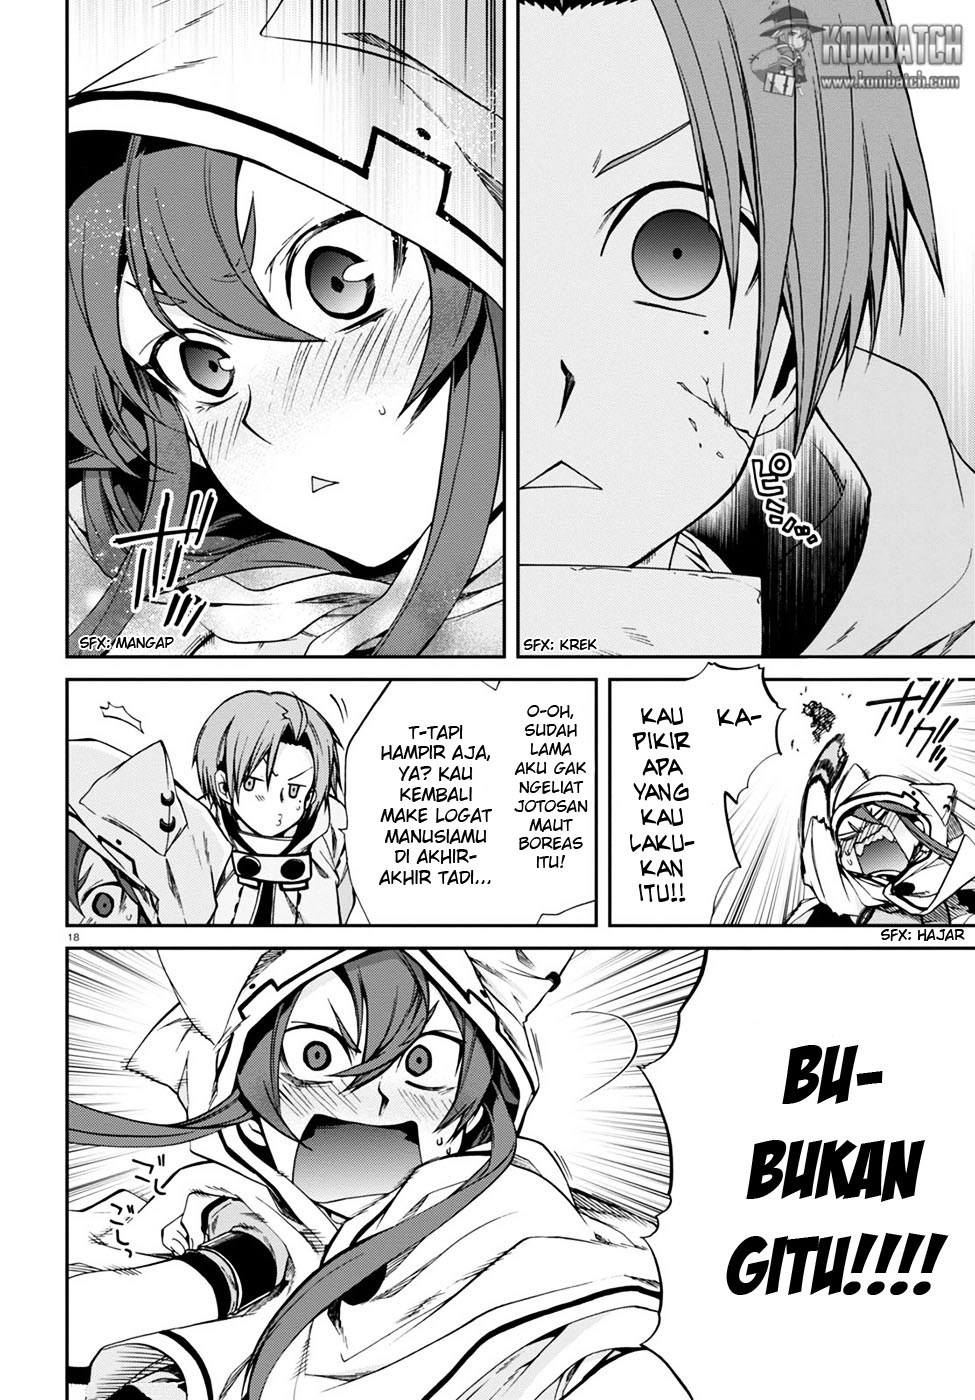 KOMBATCH
www.kombatch.com
SFX: KREK
SFX: MANGAP
KA-
KAU
PIKIR
APA
YANG
KAU
LAKU-
KAN
ITU!!
SFX: HAJAR
O-OH,
SUDAH
LAMA
AKU GAK
NGELIAT
JOTOSAN
MAUT
BOREAS
ITU!
T-TAPI
HAMPIR AJA,
YA? KAU
KEMBALI
MAKE LOGAT
MANUSIAMU
DI AKHIR-
AKHIR TADI...
18
BU-
BUKAN
GITU!!!!